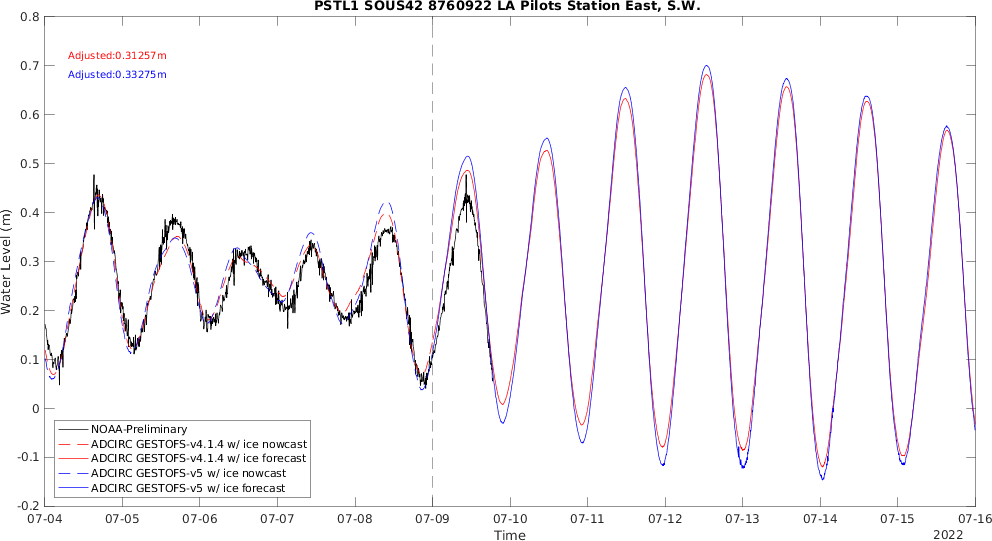 PSTL1 SOUS42 8760922 LA Pilots Station East, S.W.
0.8
0.7
0.6
0.5
0.4
0.3
0.2
0.1
0
-0.1
-0.2
Water Level (m)
Adjusted:0.31257m
Adjusted:0.33275m
NOAA-Preliminary
ADCIRC GESTOFS-v4.1.4 w/ ice nowcast
ADCIRC GESTOFS-v4.1.4 w/ ice forecast
ADCIRC GESTOFS-v5 w/ ice nowcast
ADCIRC GESTOFS-v5 w/ ice forecast
07-04 07-05 07-06 07-07 07-08 07-09 07-10 07-11 07-12 07-13 07-14 07-15 07-16
Time
2022